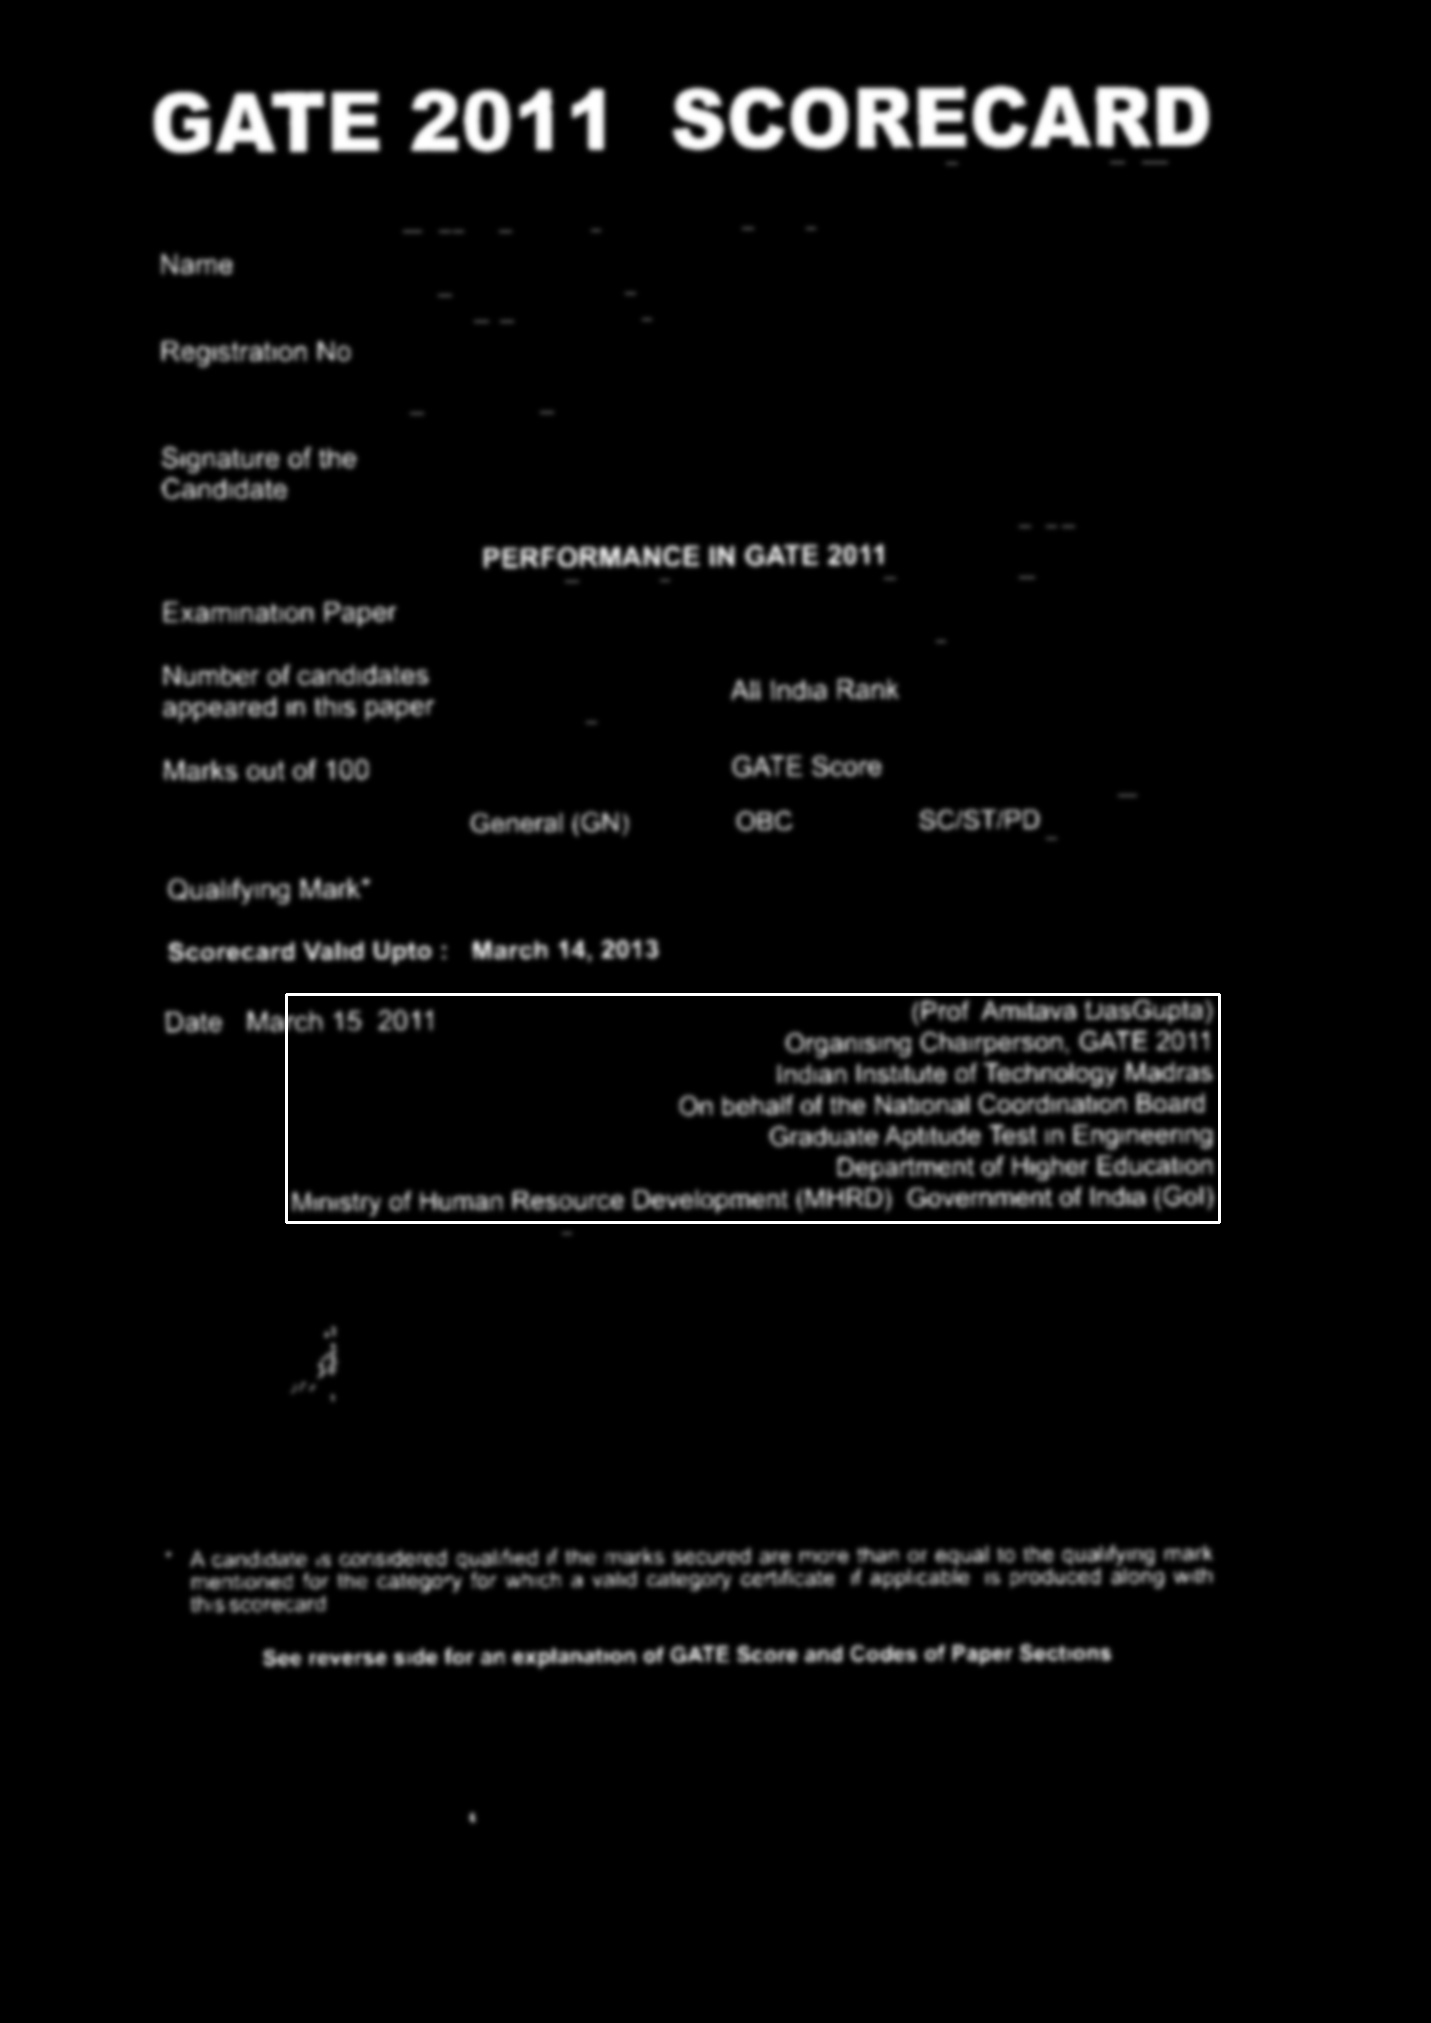 GATE 2011 SCORECARD
Name
Registration No
Signature of the
Candidate
PERFORMANCE IN GATE 2011
Examination Paper
Number of candidates
appeared in this paper
All India Rank
Marks out of 100
GATE Score
General (GN) OBC SC/ST/PD
Qualifying Mark*
Scorecard Valid Upto : March 14, 2013
Date March 15 2011
(Prof Amitava DasGupta)
Organising Chairperson, GATE 2011
Indian Institute of Technology Madras
On behalf of the National Coordination Board
Graduate Aptitude Test in Engineering
Department of Higher Education
Ministry of Human Resource Development (MHRD) Government of India (GoI)
* A candidate is considered qualified if the marks secured are more than or equal to the qualifying mark
mentioned for the category for which a valid category certificate if applicable is produced along with
this scorecard
See reverse side for an explanation of GATE Score and Codes of Paper Sections